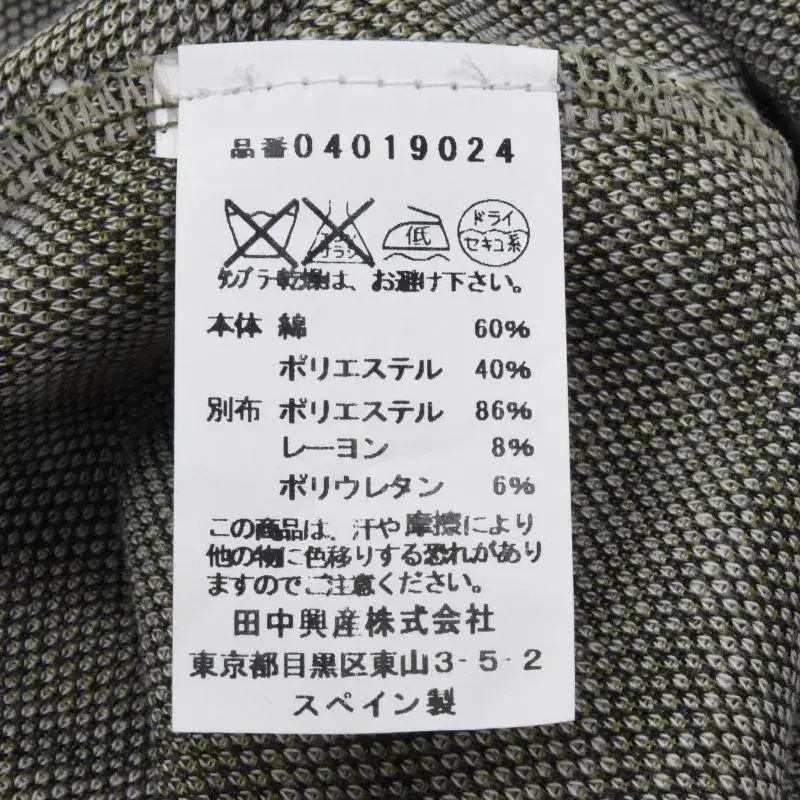 品番04019024
低
ドライ
セキユ系
タンブラー乾燥は、お避け下さい。
本体 綿 60%
ポリエステル 40%
別布 ポリエステル 86%
レーヨン 8%
ポリウレタン 6%
この商品は、汗や摩擦により
他の物に色移りする恐れがあり
ますのでご注意ください。
田中興産株式会社
東京都目黒区東山3-5-2
スペイン製